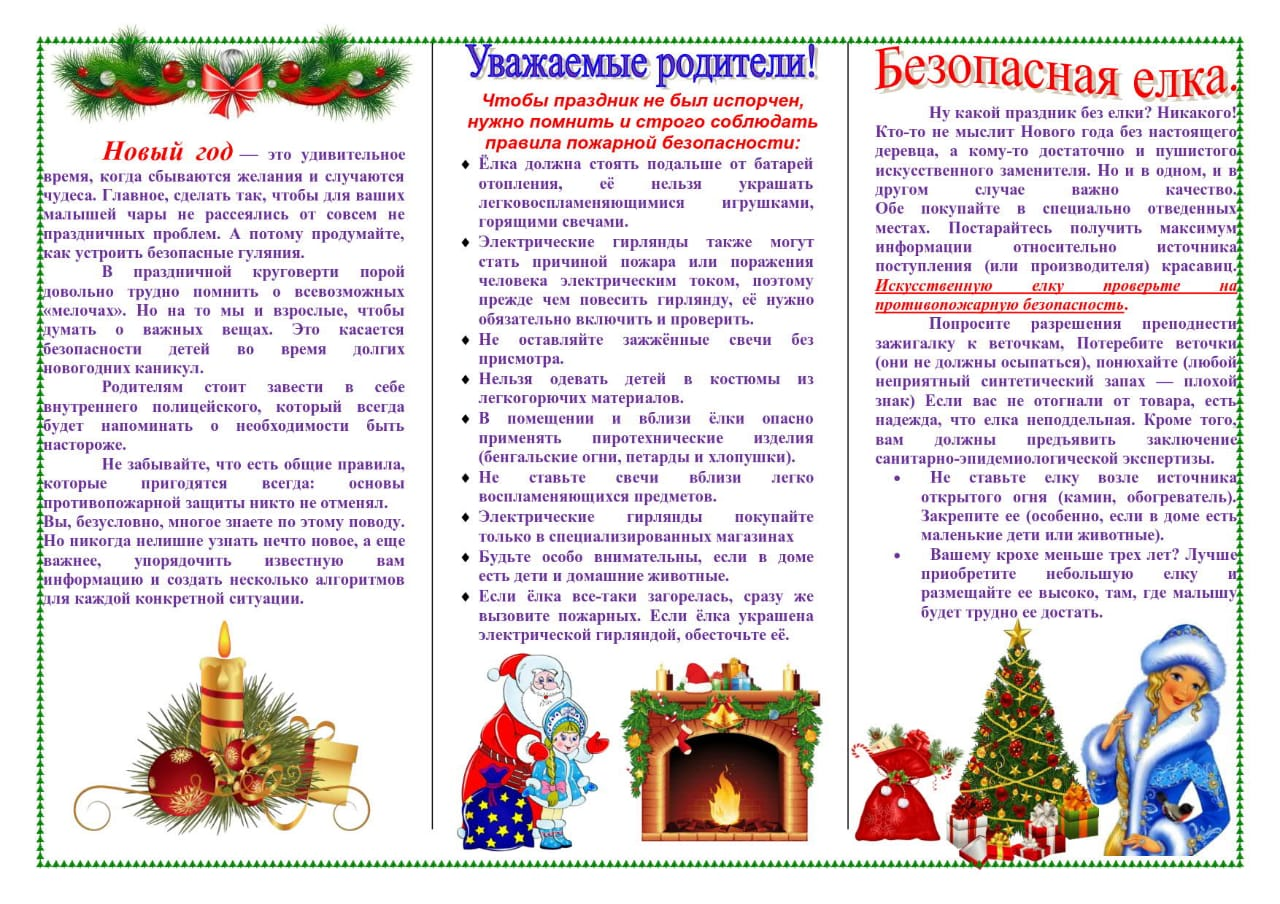 Новый год — это удивительное
время, когда сбываются желания и случаются
чудеса. Главное, сделать так, чтобы для ваших
малышей чары не рассеялись от совсем не
праздничных проблем. А потому продумайте,
как устроить безопасные гуляния.
В праздничной круговерти порой
довольно трудно помнить о всевозможных
«мелочах». Но на то мы и взрослые, чтобы
думать о важных вещах. Это касается
безопасности детей во время долгих
новогодних каникул.
Родителям стоит завести в себе
внутреннего полицейского, который всегда
будет напоминать о необходимости быть
настороже.
Не забывайте, что есть общие правила,
которые пригодятся всегда: основы
противопожарной защиты никто не отменял.
Вы, безусловно, многое знаете по этому поводу.
Но никогда нелишне узнать нечто новое, а еще
важнее, упорядочить известную вам
информацию и создать несколько алгоритмов
для каждой конкретной ситуации.
Уважаемые родители!
Чтобы праздник не был испорчен,
нужно помнить и строго соблюдать
правила пожарной безопасности:
♦ Ёлка должна стоять подальше от батарей
отопления, её нельзя украшать
легковоспламеняющимися игрушками,
горящими свечами.
♦ Электрические гирлянды также могут
стать причиной пожара или поражения
человека электрическим током, поэтому
прежде чем повесить гирлянду, её нужно
обязательно включить и проверить.
♦ Не оставляйте зажжённые свечи без
присмотра.
♦ Нельзя одевать детей в костюмы из
легкогорючих материалов.
♦ В помещении и вблизи ёлки опасно
применять пиротехнические изделия
(бенгальские огни, петарды и хлопушки).
♦ Не ставьте свечи вблизи легко
воспламеняющихся предметов.
♦ Электрические гирлянды покупайте
только в специализированных магазинах
♦ Будьте особо внимательны, если в доме
есть дети и домашние животные.
♦ Если ёлка все-таки загорелась, сразу же
вызовите пожарных. Если ёлка украшена
электрической гирляндой, обесточьте её.
Безопасная елка.
Ну какой праздник без елки? Никакого!
Кто-то не мыслит Нового года без настоящего
деревца, а кому-то достаточно и пушистого
искусственного заменителя. Но и в одном, и в
другом случае важно качество.
Обе покупайте в специально отведенных
местах. Постарайтесь получить максимум
информации относительно источника
поступления (или производителя) красавиц.
Искусственную елку проверьте на
противопожарную безопасность.
Попросите разрешения преподнести
зажигалку к веточкам, Потеребите веточки
(они не должны осыпаться), понюхайте (любой
неприятный синтетический запах — плохой
знак) Если вас не отогнали от товара, есть
надежда, что елка неподдельная. Кроме того,
вам должны предъявить заключение
санитарно-эпидемиологической экспертизы.
• Не ставьте елку возле источника
открытого огня (камин, обогреватель).
Закрепите ее (особенно, если в доме есть
маленькие дети или животные).
• Вашему крохе меньше трех лет? Лучше
приобретите небольшую елку и
размещайте ее высоко, там, где малышу
будет трудно ее достать.